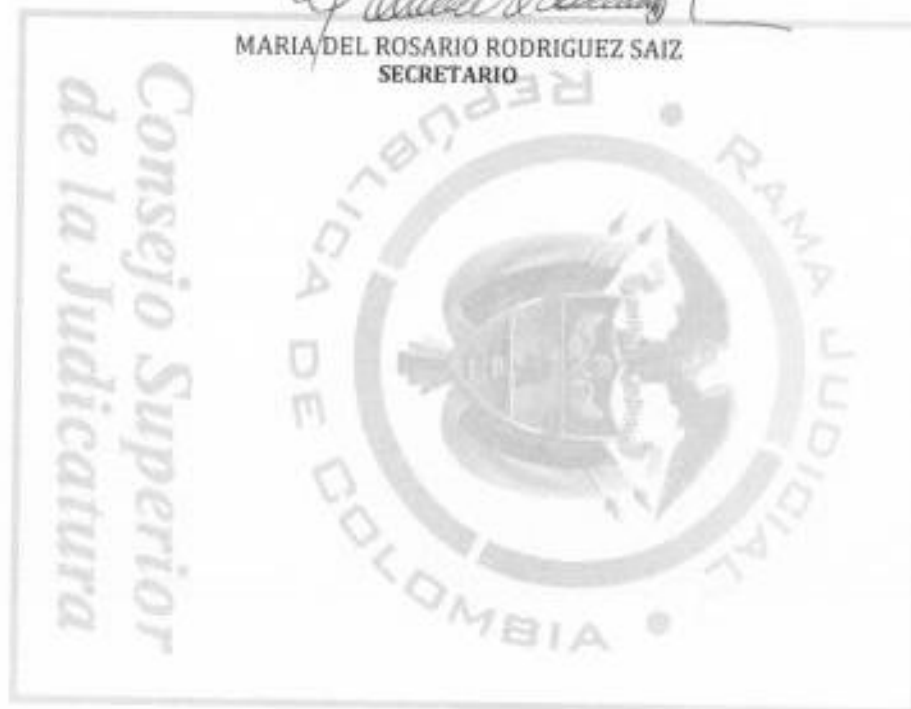 MARIA DEL ROSARIO RODRIGUEZ SAIZ
SECRETARIO
Consejo Superior
de la Judicatura
REPÚBLICA DE COLOMBIA
RAMA JUDICIAL